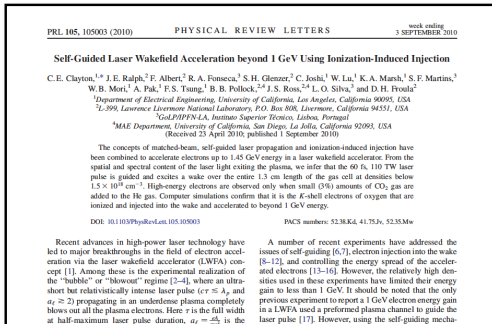 PRL 105, 105003 (2010)
PHYSICAL REVIEW LETTERS
week ending
3 SEPTEMBER 2010
Self-Guided Laser Wakefield Acceleration beyond 1 GeV Using Ionization-Induced Injection
C. E. Clayton,1,* J. E. Ralph,2 F. Albert,2 R. A. Fonseca,3 S. H. Glenzer,2 C. Joshi,1 W. Lu,1 K. A. Marsh,1 S. F. Martins,3
W. B. Mori,1 A. Pak,1 F. S. Tsung,1 B. B. Pollock,2,4 J. S. Ross,2,4 L. O. Silva,3 and D. H. Froula2
1Department of Electrical Engineering, University of California, Los Angeles, California 90095, USA
2L-399, Lawrence Livermore National Laboratory, P.O. Box 808, Livermore, California 94551, USA
3GoLP/IPFN-LA, Instituto Superior Técnico, Lisboa, Portugal
4MAE Department, University of California, San Diego, La Jolla, California 92093, USA
(Received 23 April 2010; published 1 September 2010)
The concepts of matched-beam, self-guided laser propagation and ionization-induced injection have
been combined to accelerate electrons up to 1.45 GeV energy in a laser wakefield accelerator. From the
spatial and spectral content of the laser light exiting the plasma, we infer that the 60 fs, 110 TW laser
pulse is guided and excites a wake over the entire 1.3 cm length of the gas cell at densities below
1.5 × 10^18 cm−3. High-energy electrons are observed only when small (3%) amounts of CO2 gas are
added to the He gas. Computer simulations confirm that it is the K-shell electrons of oxygen that are
ionized and injected into the wake and accelerated to beyond 1 GeV energy.
DOI: 10.1103/PhysRevLett.105.105003
PACS numbers: 52.38.Kd, 41.75.Jv, 52.35.Mw
Recent advances in high-power laser technology have
led to major breakthroughs in the field of electron accel-
eration via the laser wakefield accelerator (LWFA) con-
cept [1]. Among these is the experimental realization of
the “bubble” or “blowout” regime [2–4], where an ultra-
short but relativistically intense laser pulse (cτ ≤ λp and
aℓ ≥ 2) propagating in an underdense plasma completely
blows out all the plasma electrons. Here τ is the full width
at half-maximum laser pulse duration, is the
A number of recent experiments have addressed the
issues of self-guiding [6,7], electron injection into the wake
[8–12], and controlling the energy spread of the acceler-
ated electrons [13–16]. However, the relatively high den-
sities used in these experiments have limited their energy
gain to less than 1 GeV. It should be noted that the only
previous experiment to report a 1 GeV electron energy gain
in a LWFA used a preformed plasma channel to guide the
laser pulse [17]. However, using the self-guiding mecha-